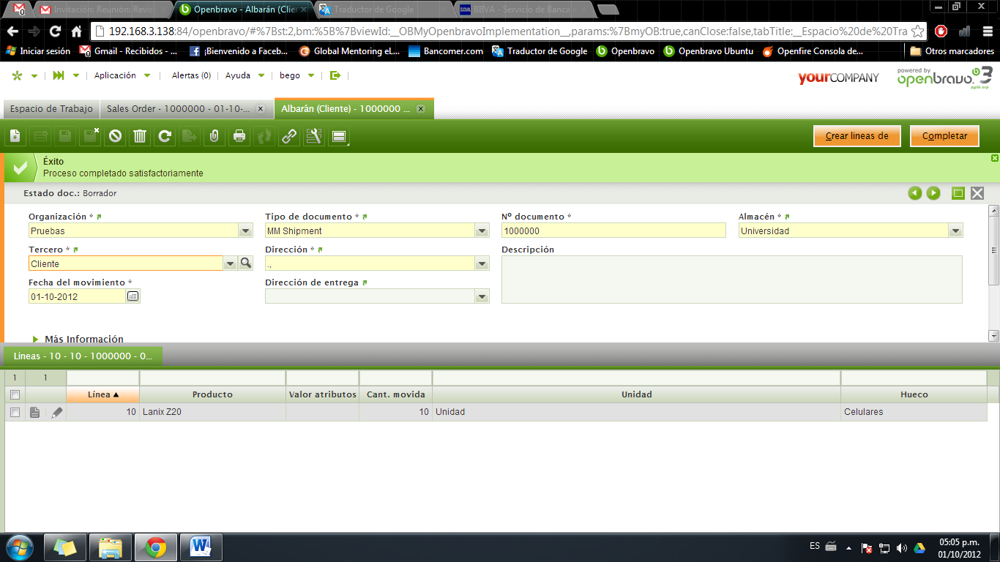 Invitación: Reunión: Revis
Openbravo - Albarán (Clie
Traductor de Google
BBVA - Servicio de Banca e
192.168.3.138:84/openbravo/#%7Bst:2,bm:%5B%7BviewId:__OBMyOpenbravoImplementation__,params:%7BmyOB:true,canClose:false,tabTitle:__Espacio%20de%20Tra
Iniciar sesión
Gmail - Recibidos - ...
¡Bienvenido a Faceb...
Global Mentoring eL...
Bancomer.com
Traductor de Google
Openbravo
Openbravo Ubuntu
Openfire Consola de...
Otros marcadores
Aplicación
Alertas (0)
Ayuda
bego
yourCOMPANY
powered by
openbravo 3
agile erp
Espacio de Trabajo
Sales Order - 1000000 - 01-10-...
Albarán (Cliente) - 1000000 ...
Crear lineas de
Completar
Éxito
Proceso completado satisfactoriamente
Estado doc.: Borrador
Organización *
Tipo de documento *
Nº documento *
Almacén *
Pruebas
MM Shipment
1000000
Universidad
Tercero *
Dirección *
Descripción
Cliente
.,
Fecha del movimiento *
Dirección de entrega
01-10-2012
Más Información
Lineas - 10 - 10 - 1000000 - 0...
1
1
Línea
Producto
Valor atributos
Cant. movida
Unidad
Hueco
10
Lanix Z20
10
Unidad
Celulares
ES
05:05 p.m.
01/10/2012